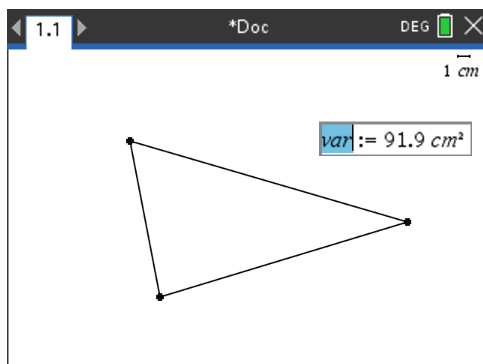 1.1 *Doc DEG
1 cm
var := 91.9 cm²